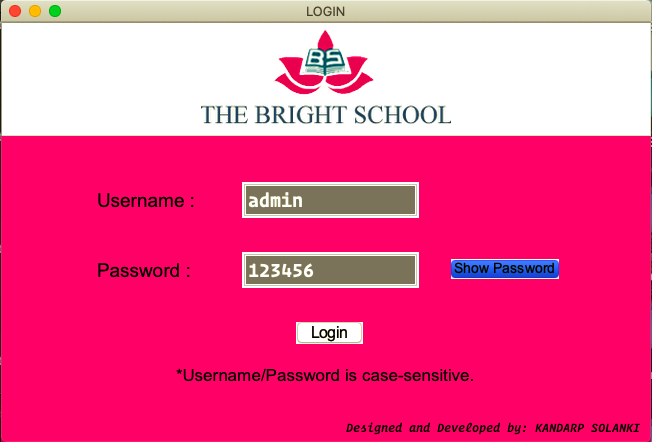 LOGIN
BS
THE BRIGHT SCHOOL
Username :
admin
Password :
123456
Show Password
Login
*Username/Password is case-sensitive.
Designed and Developed by: KANDARP SOLANKI